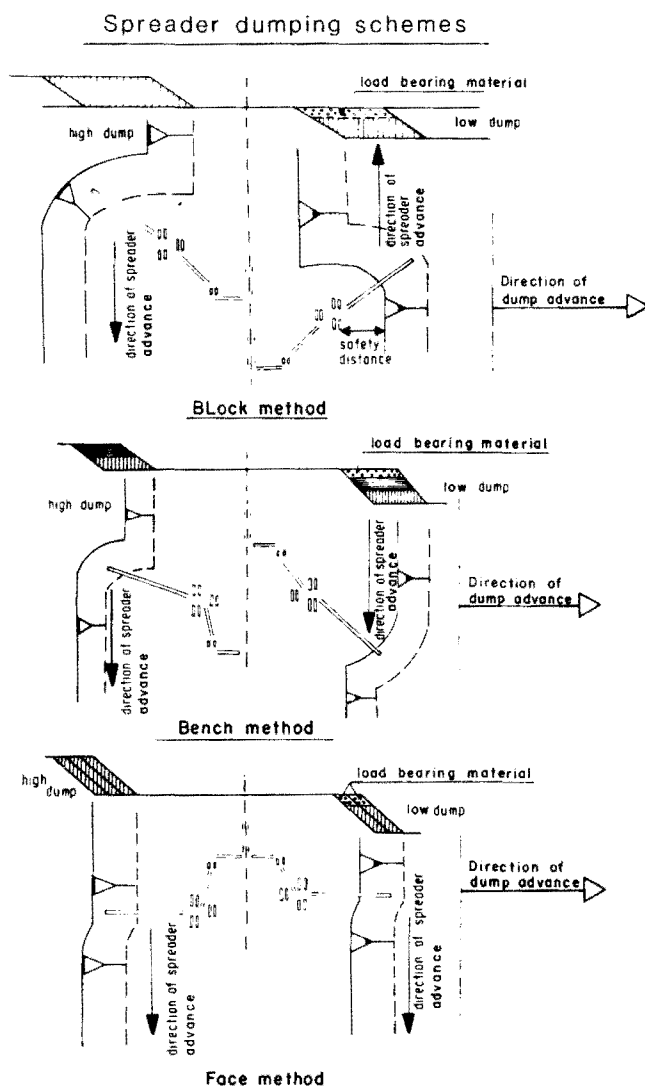 Spreader dumping schemes
load bearing material
high dump
low dump
direction of spreader
advance
direction of
spreader
advance
Direction of
dump advance
safety
distance
BLock method
load bearing material
high dump
low dump
direction of spreader
advance
direction of spreader
advance
Direction of
dump advance
Bench method
high
dump
load bearing material
low dump
Direction of
dump advance
direction of spreader
advance
direction of spreader
advance
Face method